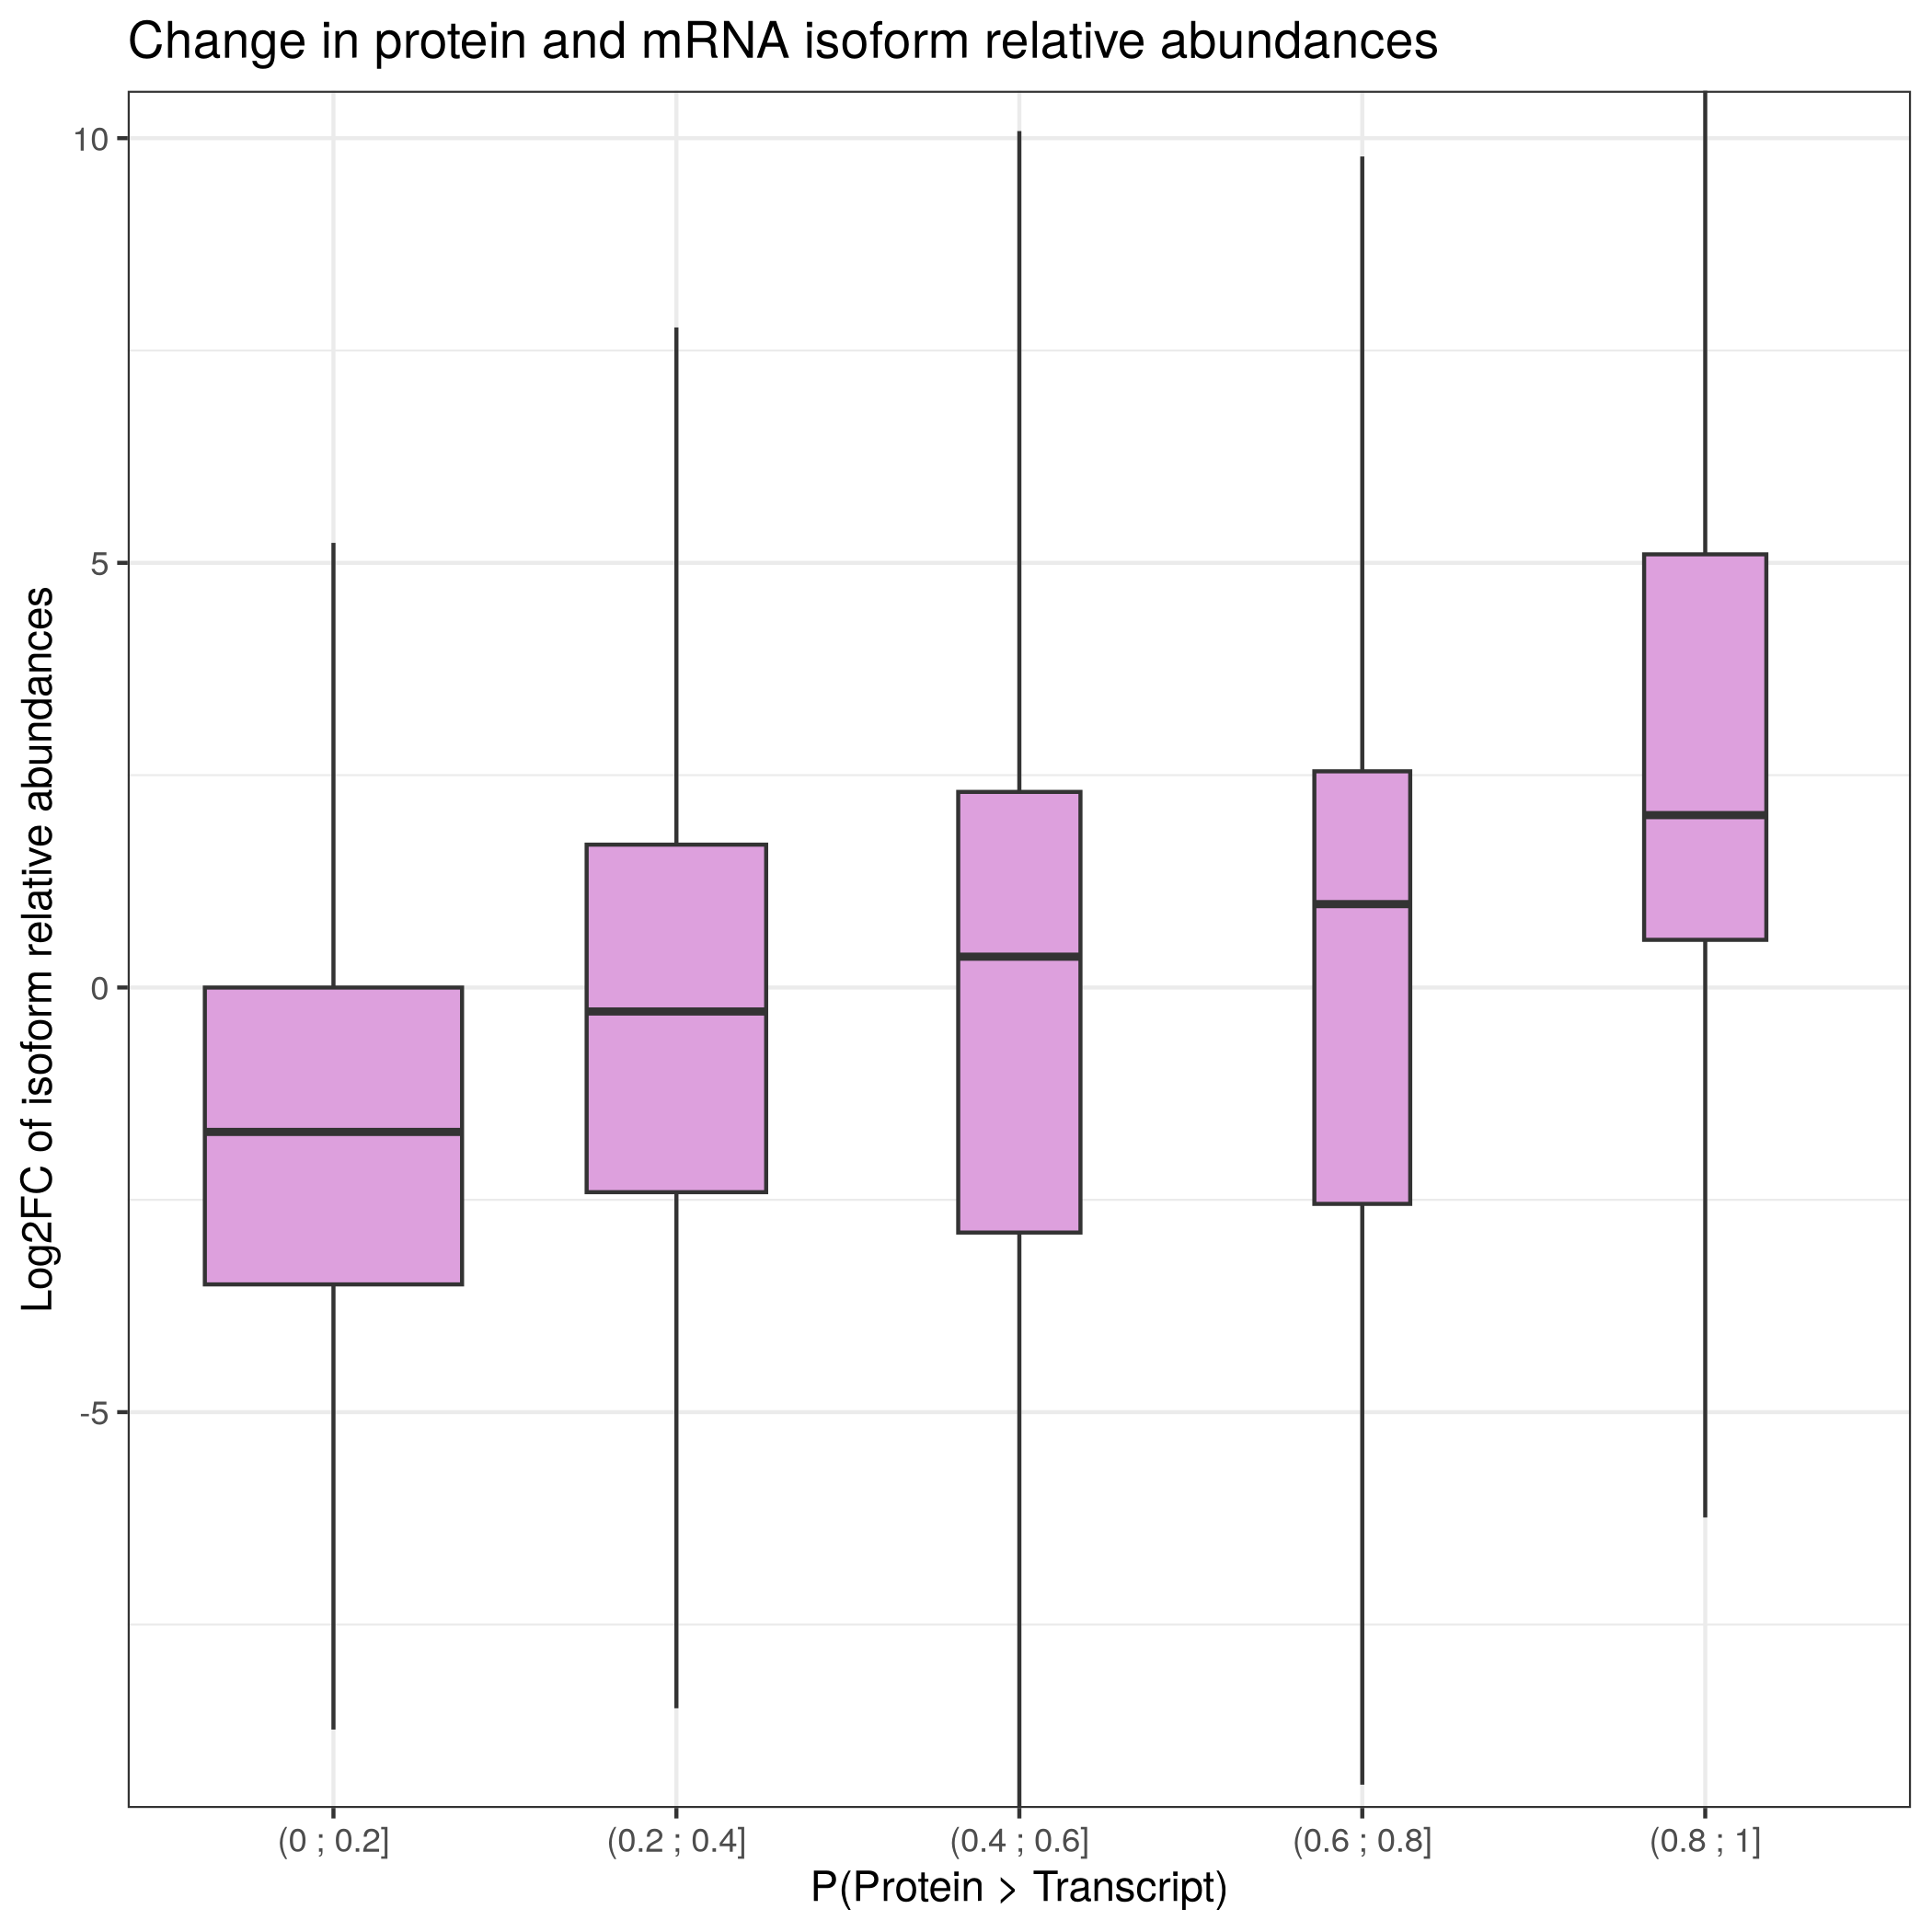 Change in protein and mRNA isoform relative abundances
Log2FC of isoform relative abundances
10
5
0
-5
(0 ; 0.2]
(0.2 ; 0.4]
(0.4 ; 0.6]
(0.6 ; 0.8]
(0.8 ; 1]
P(Protein > Transcript)